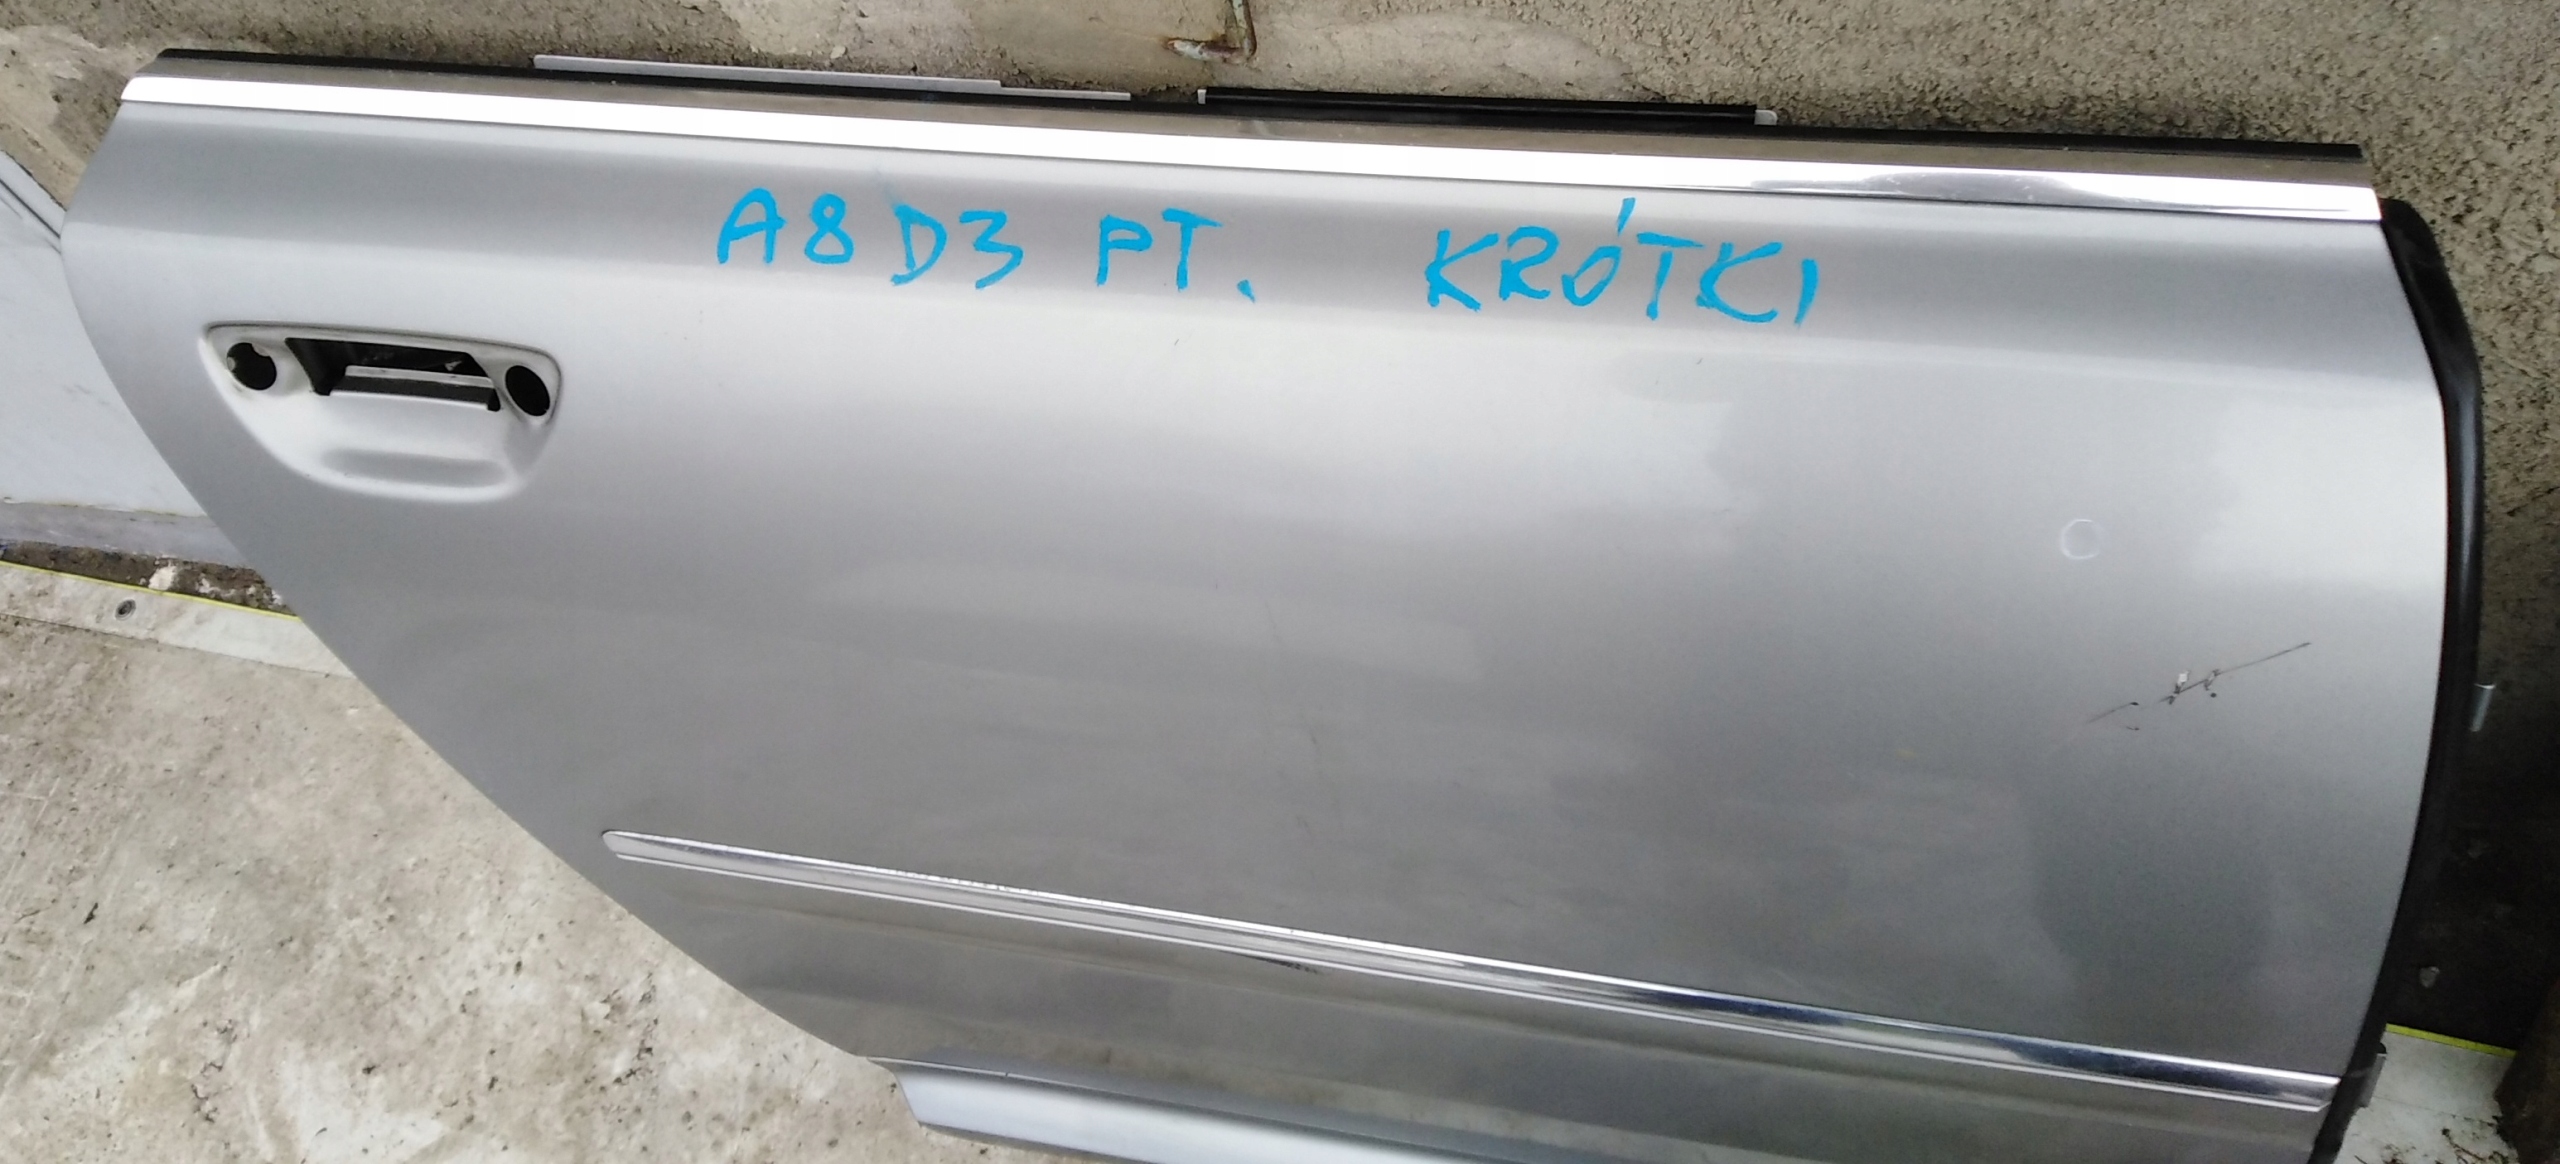 A8 D3 PT. KRÓTKI